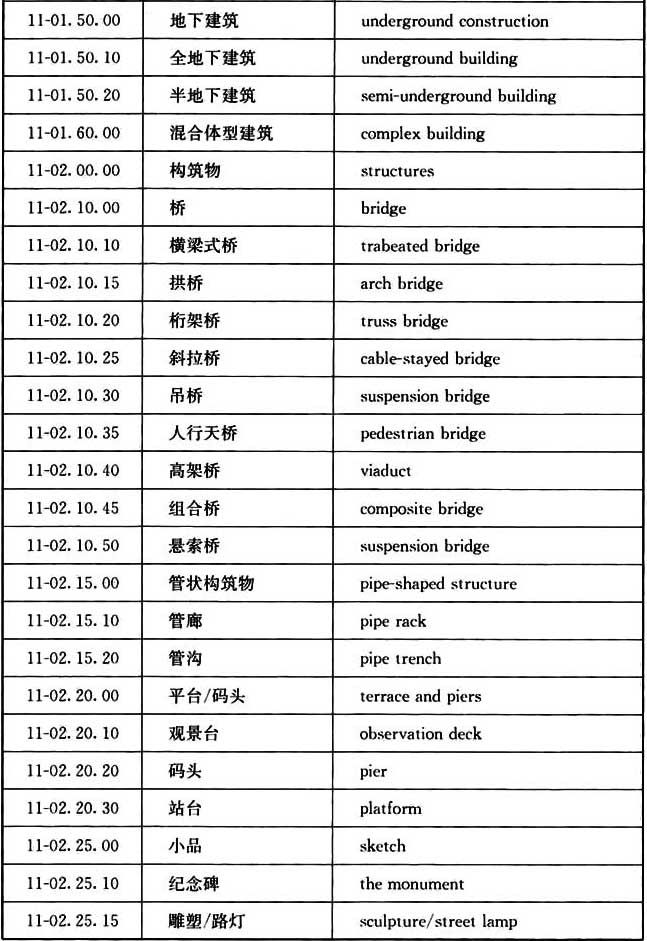 11-01.50.00 地下建筑 underground construction
11-01.50.10 全地下建筑 underground building
11-01.50.20 半地下建筑 semi-underground building
11-01.60.00 混合体型建筑 complex building
11-02.00.00 构筑物 structures
11-02.10.00 桥 bridge
11-02.10.10 横梁式桥 trabeated bridge
11-02.10.15 拱桥 arch bridge
11-02.10.20 桁架桥 truss bridge
11-02.10.25 斜拉桥 cable-stayed bridge
11-02.10.30 吊桥 suspension bridge
11-02.10.35 人行天桥 pedestrian bridge
11-02.10.40 高架桥 viaduct
11-02.10.45 组合桥 composite bridge
11-02.10.50 悬索桥 suspension bridge
11-02.15.00 管状构筑物 pipe-shaped structure
11-02.15.10 管廊 pipe rack
11-02.15.20 管沟 pipe trench
11-02.20.00 平台/码头 terrace and piers
11-02.20.10 观景台 observation deck
11-02.20.20 码头 pier
11-02.20.30 站台 platform
11-02.25.00 小品 sketch
11-02.25.10 纪念碑 the monument
11-02.25.15 雕塑/路灯 sculpture/street lamp